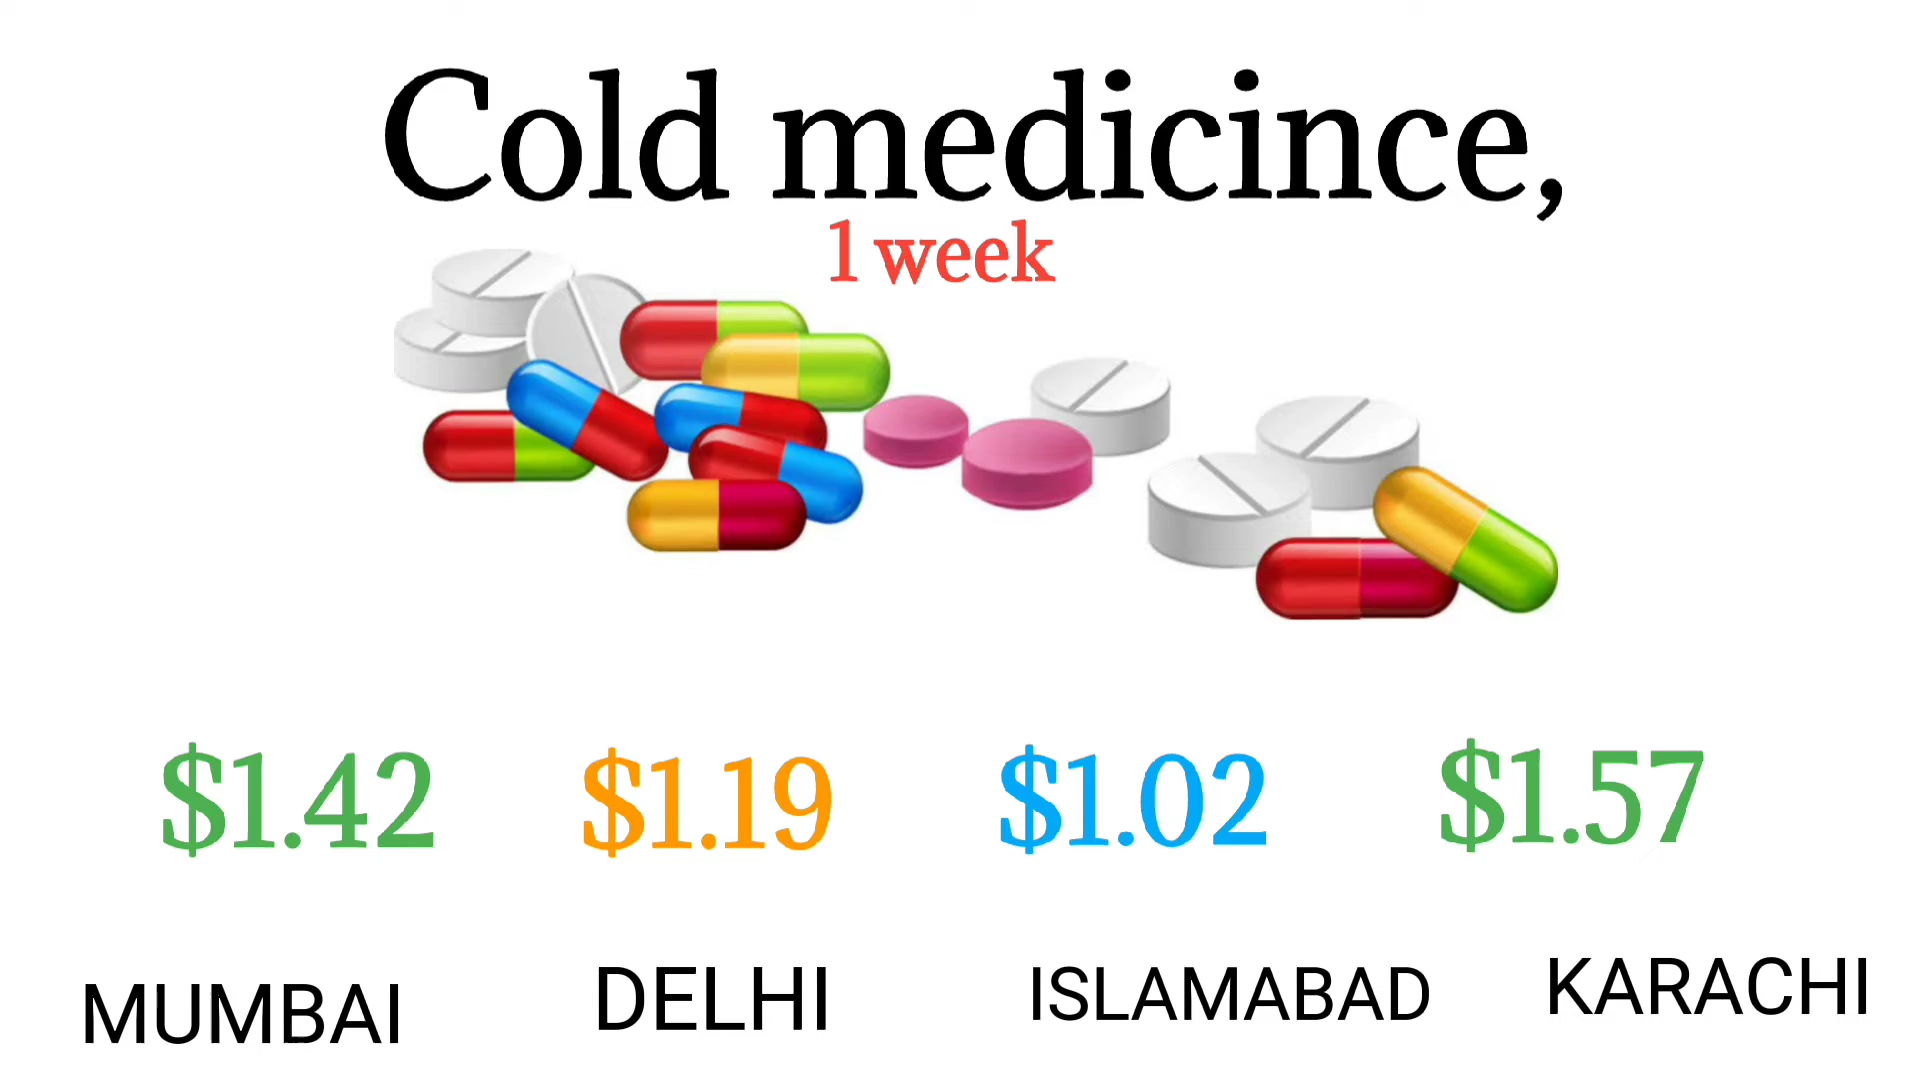 Cold medicince,
1 week
$1.42 $1.19 $1.02 $1.57
MUMBAI DELHI ISLAMABAD KARACHI